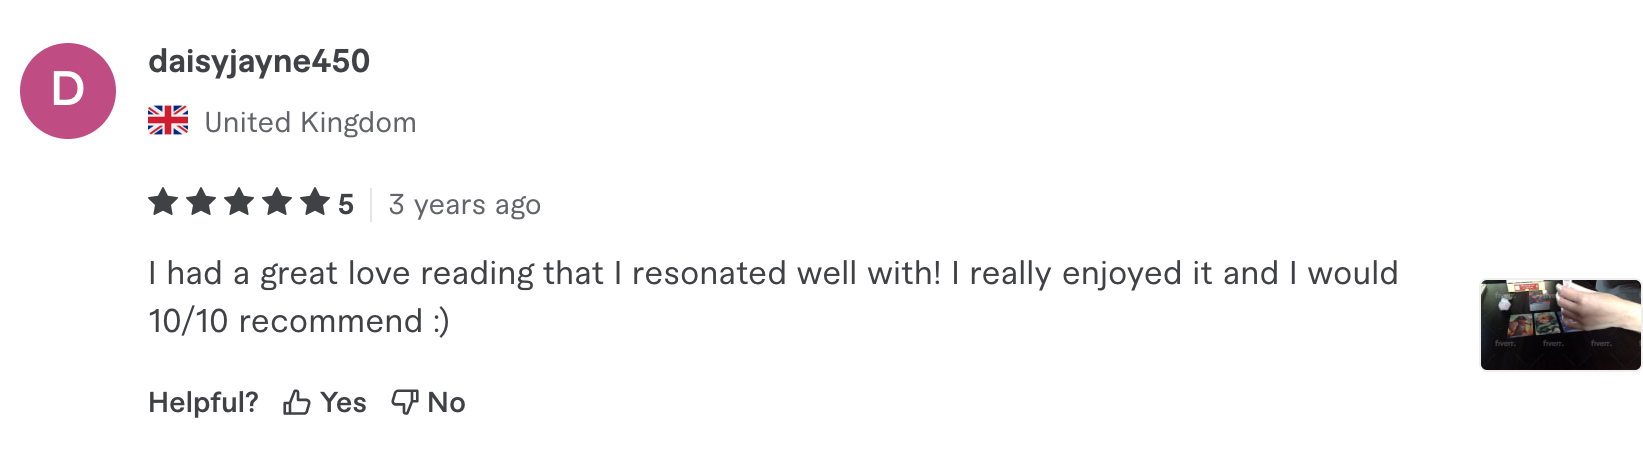 D
daisyjayne450
United Kingdom
5
3 years ago
I had a great love reading that I resonated well with! I really enjoyed it and I would
10/10 recommend :)
fiverr. fiverr. fiverr.
Helpful? Yes No